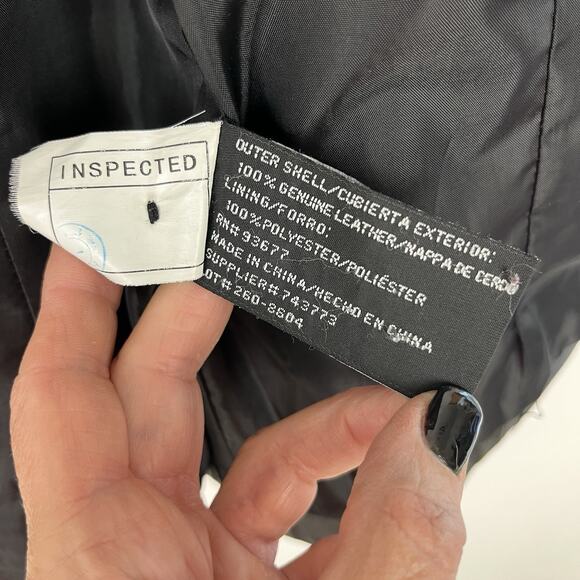 INSPECTED
OUTER SHELL/CUBIERTA EXTERIOR:
100% GENUINE LEATHER/NAPPA DE CERDO
LINING/FORRO:
100% POLYESTER/POLIÉSTER
RN# 93677
MADE IN CHINA/HECHO EN CHINA
SUPPLIER# 743773
OT# 260-8604